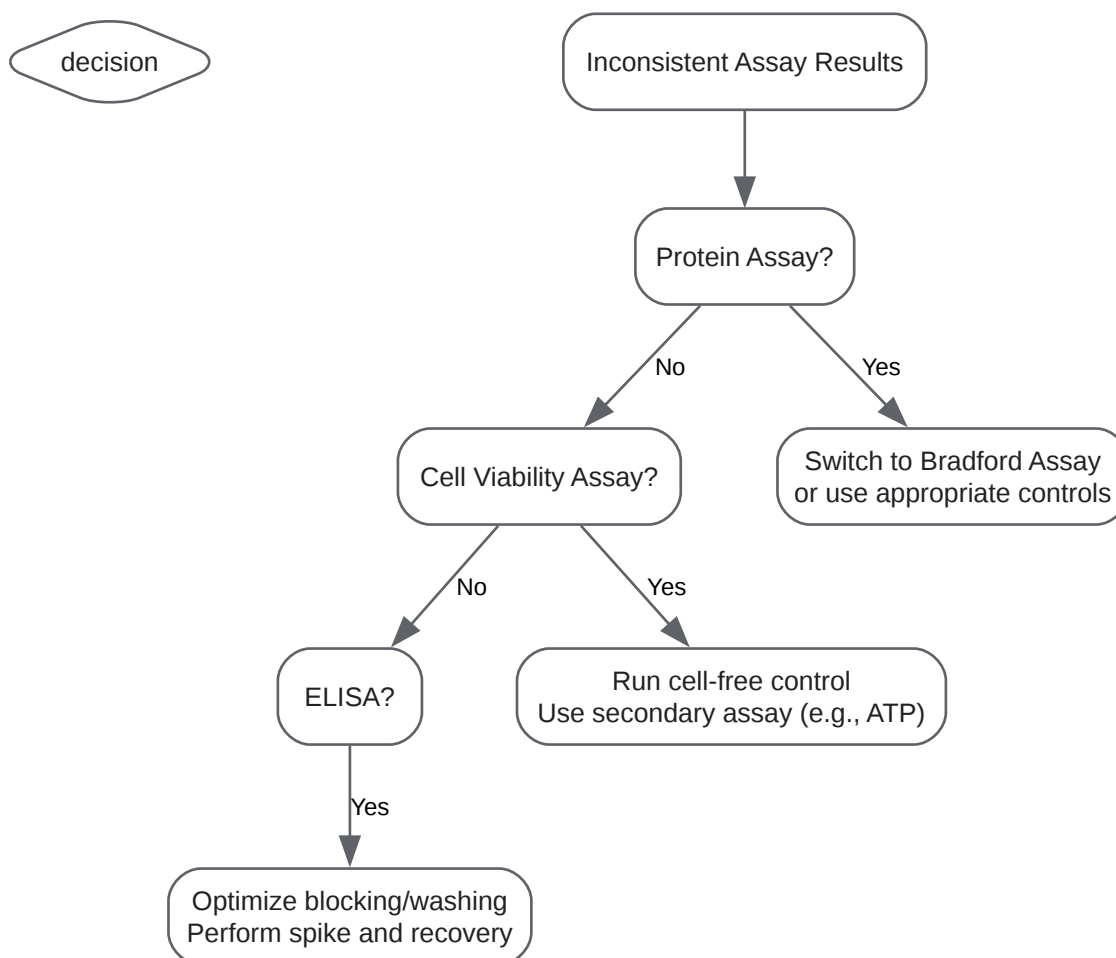 decision
Inconsistent Assay Results
Protein Assay?
No
Yes
Cell Viability Assay?
Switch to Bradford Assay
or use appropriate controls
No
Yes
ELISA?
Run cell-free control
Use secondary assay (e.g., ATP)
Yes
Optimize blocking/washing
Perform spike and recovery